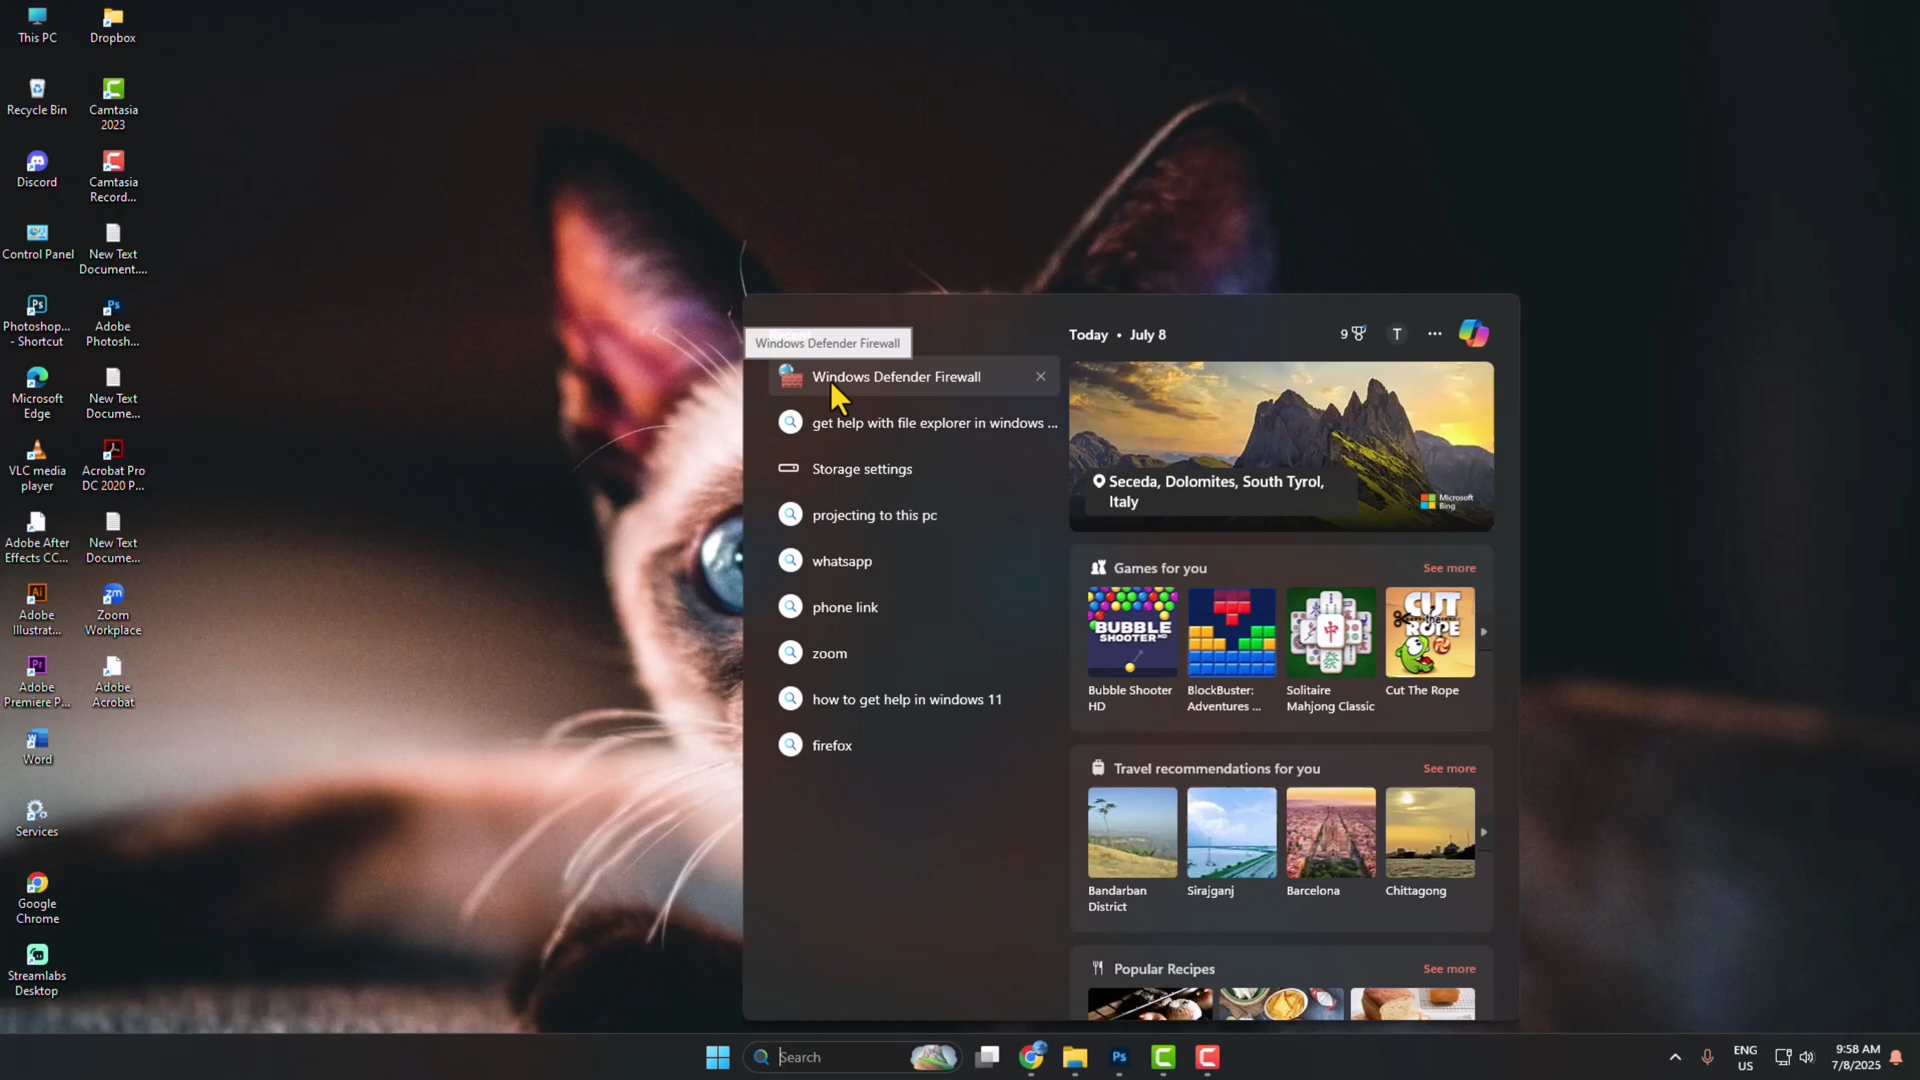 This PC
Dropbox
Recycle Bin
Camtasia
2023
Discord
Camtasia
Record...
Control Panel
New Text
Document....
Photoshop...
- Shortcut
Adobe
Photosh...
Microsoft
Edge
New Text
Docume...
VLC media
player
Acrobat Pro
DC 2020 P...
Adobe After
Effects CC...
New Text
Docume...
Adobe
Illustrat...
Zoom
Workplace
Adobe
Premiere P...
Adobe
Acrobat
Word
Services
Google
Chrome
Streamlabs
Desktop
Windows Defender Firewall
Windows Defender Firewall
get help with file explorer in windows ...
Storage settings
projecting to this pc
whatsapp
phone link
zoom
how to get help in windows 11
firefox
Today • July 8
9
T
Seceda, Dolomites, South Tyrol,
Italy
Microsoft
Bing
Games for you
See more
BUBBLE
SHOOTER HD
CUT
the
ROPE
中
Bubble Shooter
HD
BlockBuster:
Adventures ...
Solitaire
Mahjong Classic
Cut The Rope
Travel recommendations for you
See more
Bandarban
District
Sirajganj
Barcelona
Chittagong
Popular Recipes
See more
Search
Ps
ENG
US
9:58 AM
7/8/2025